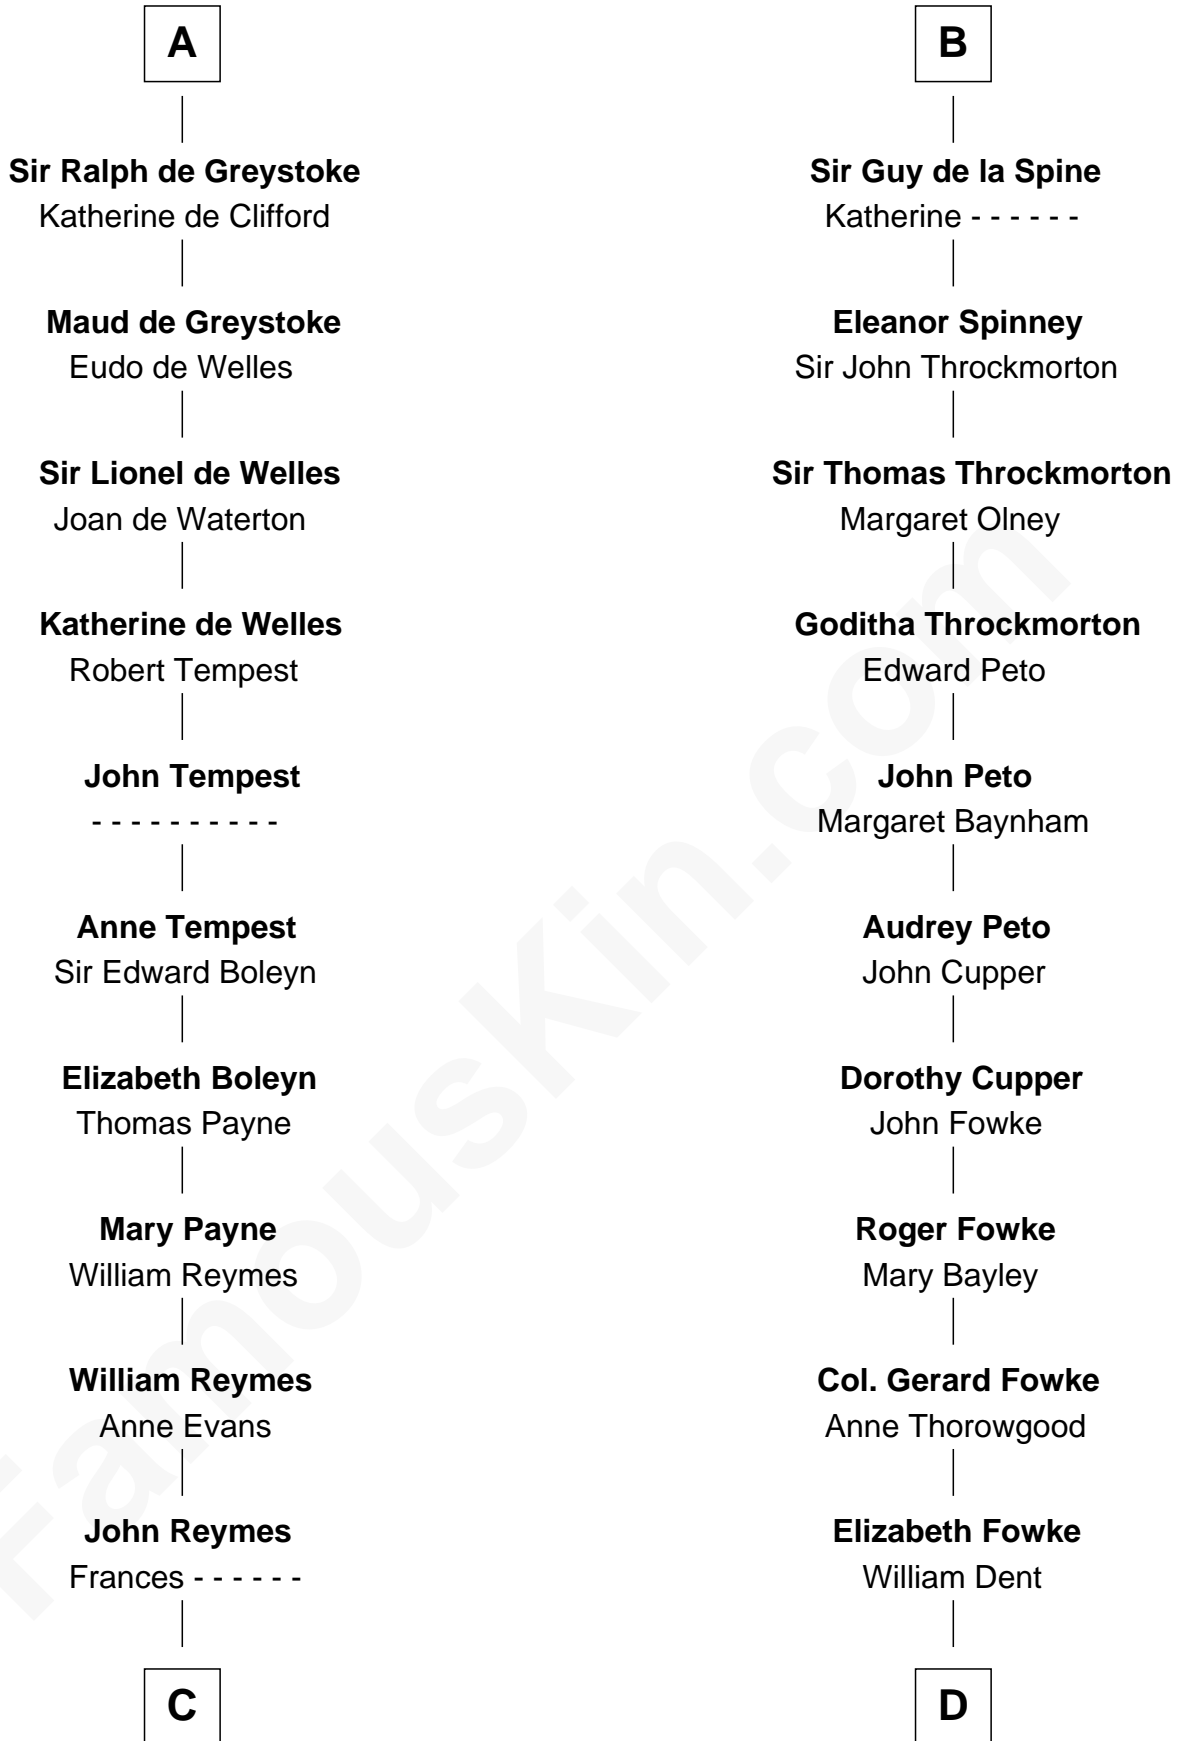 A
Sir Ralph de Greystoke
Katherine de Clifford
Maud de Greystoke
Eudo de Welles
Sir Lionel de Welles
Joan de Waterton
Katherine de Welles
Robert Tempest
John Tempest
- - - - - - - - - -
Anne Tempest
Sir Edward Boleyn
Elizabeth Boleyn
Thomas Payne
Mary Payne
William Reymes
William Reymes
Anne Evans
John Reymes
Frances - - - - - -
C
B
Sir Guy de la Spine
Katherine - - - - - -
Eleanor Spinney
Sir John Throckmorton
Sir Thomas Throckmorton
Margaret Olney
Goditha Throckmorton
Edward Peto
John Peto
Margaret Baynham
Audrey Peto
John Cupper
Dorothy Cupper
John Fowke
Roger Fowke
Mary Bayley
Col. Gerard Fowke
Anne Thorowgood
Elizabeth Fowke
William Dent
D
FamousKin.com